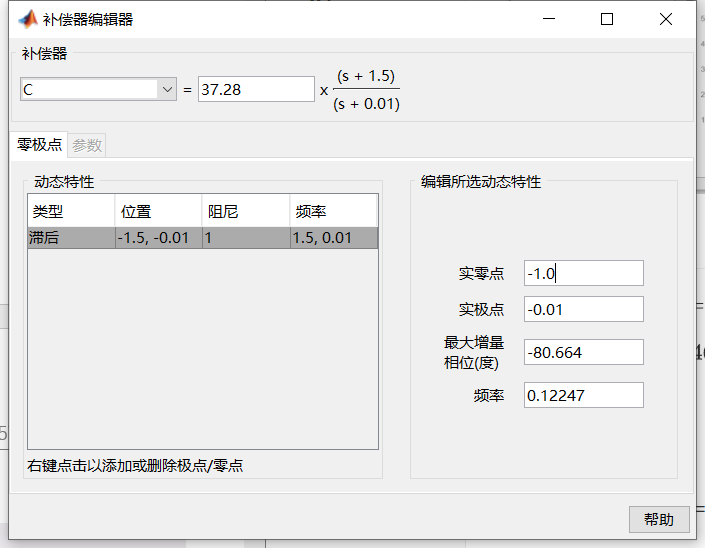 补偿器编辑器
补偿器
C = 37.28 x (s + 1.5)
(s + 0.01)
零极点 参数
动态特性
类型 位置 阻尼 频率
滞后 -1.5, -0.01 1 1.5, 0.01
右键点击以添加或删除极点/零点
编辑所选动态特性
实零点 -1.0
实极点 -0.01
最大增量
相位(度) -80.664
频率 0.12247
帮助